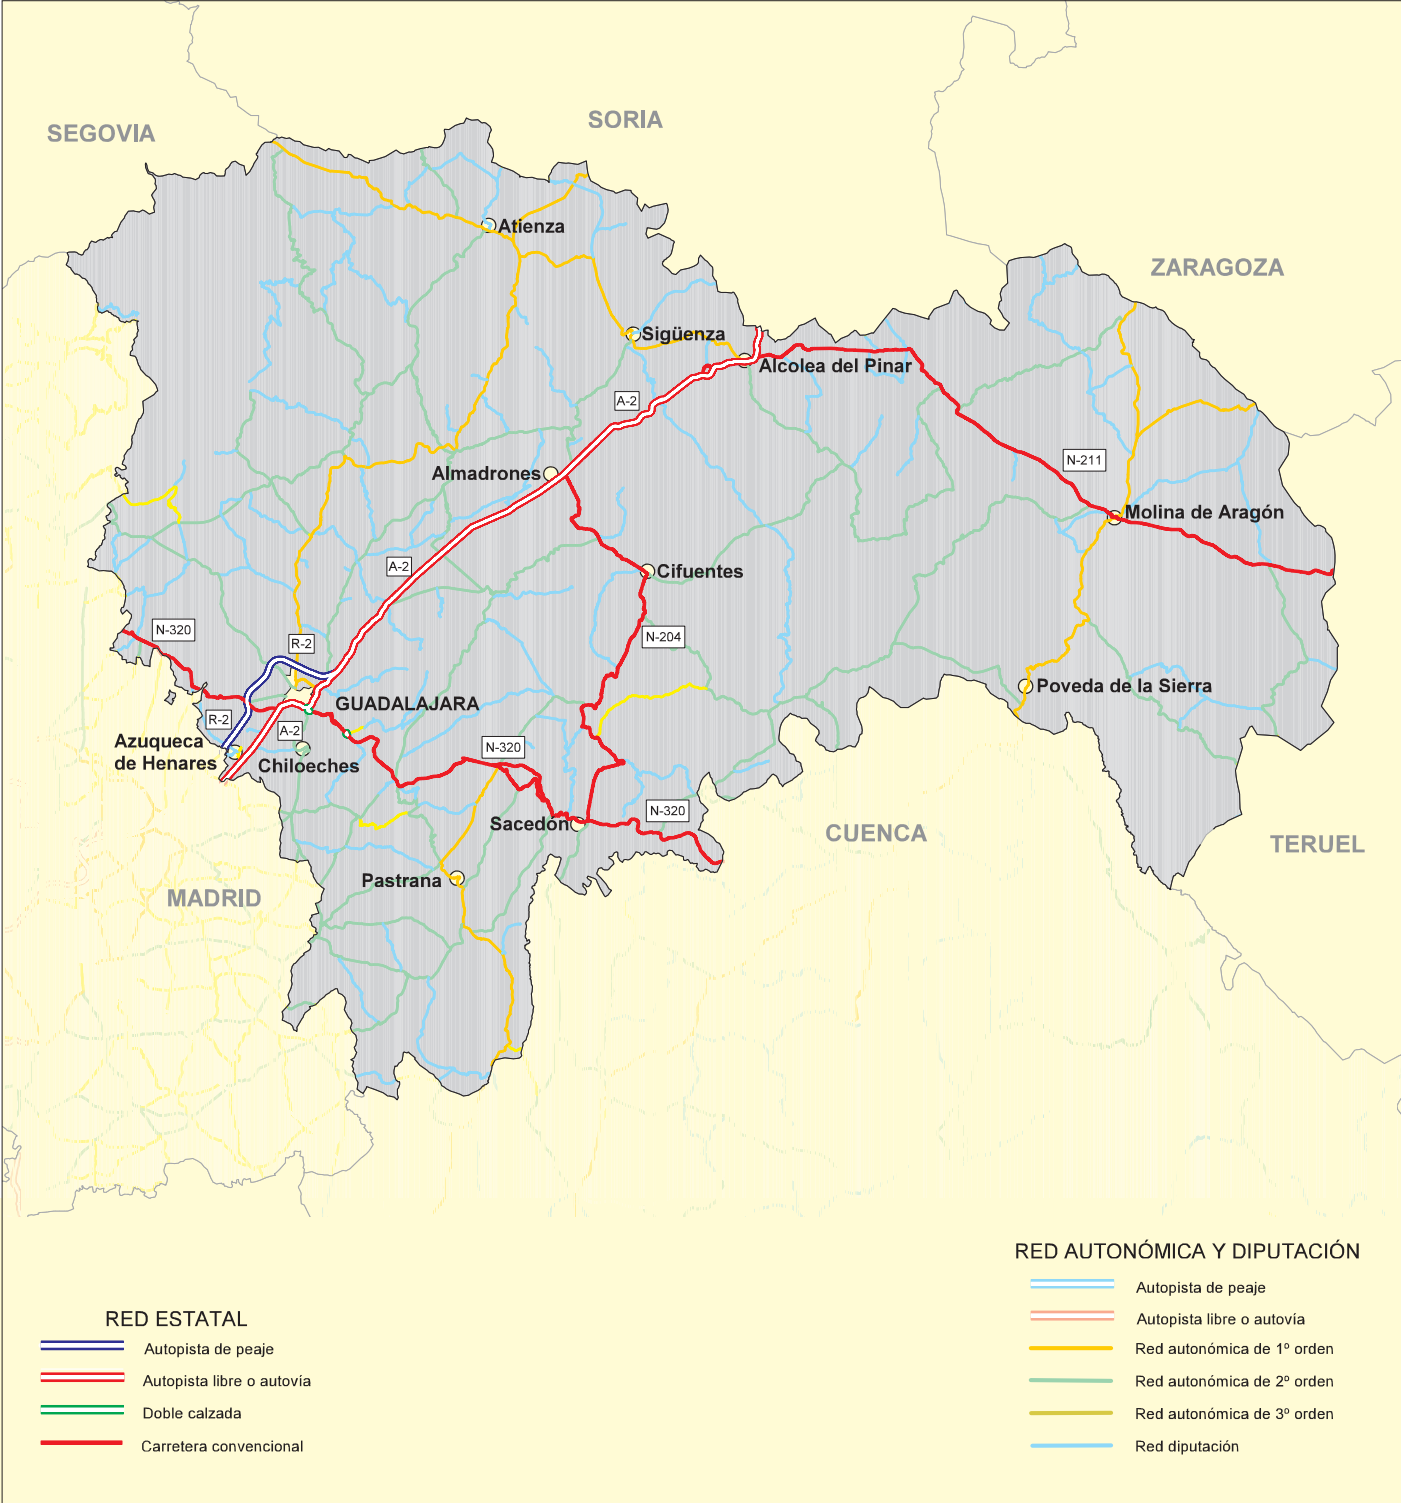 SORIA
SEGOVIA
Atienza
ZARAGOZA
Sigüenza
Alcolea del Pinar
A-2
N-211
Almadrones
Molina de Aragón
A-2
Cifuentes
N-320
N-204
R-2
Poveda de la Sierra
GUADALAJARA
R-2
A-2
Azuqueca
de Henares
N-320
Chiloeches
N-320
Sacedón
CUENCA
TERUEL
Pastrana
MADRID
RED ESTATAL
Autopista de peaje
Autopista libre o autovía
Doble calzada
Carretera convencional
RED AUTONÓMICA Y DIPUTACIÓN
Autopista de peaje
Autopista libre o autovía
Red autonómica de 1º orden
Red autonómica de 2º orden
Red autonómica de 3º orden
Red diputación